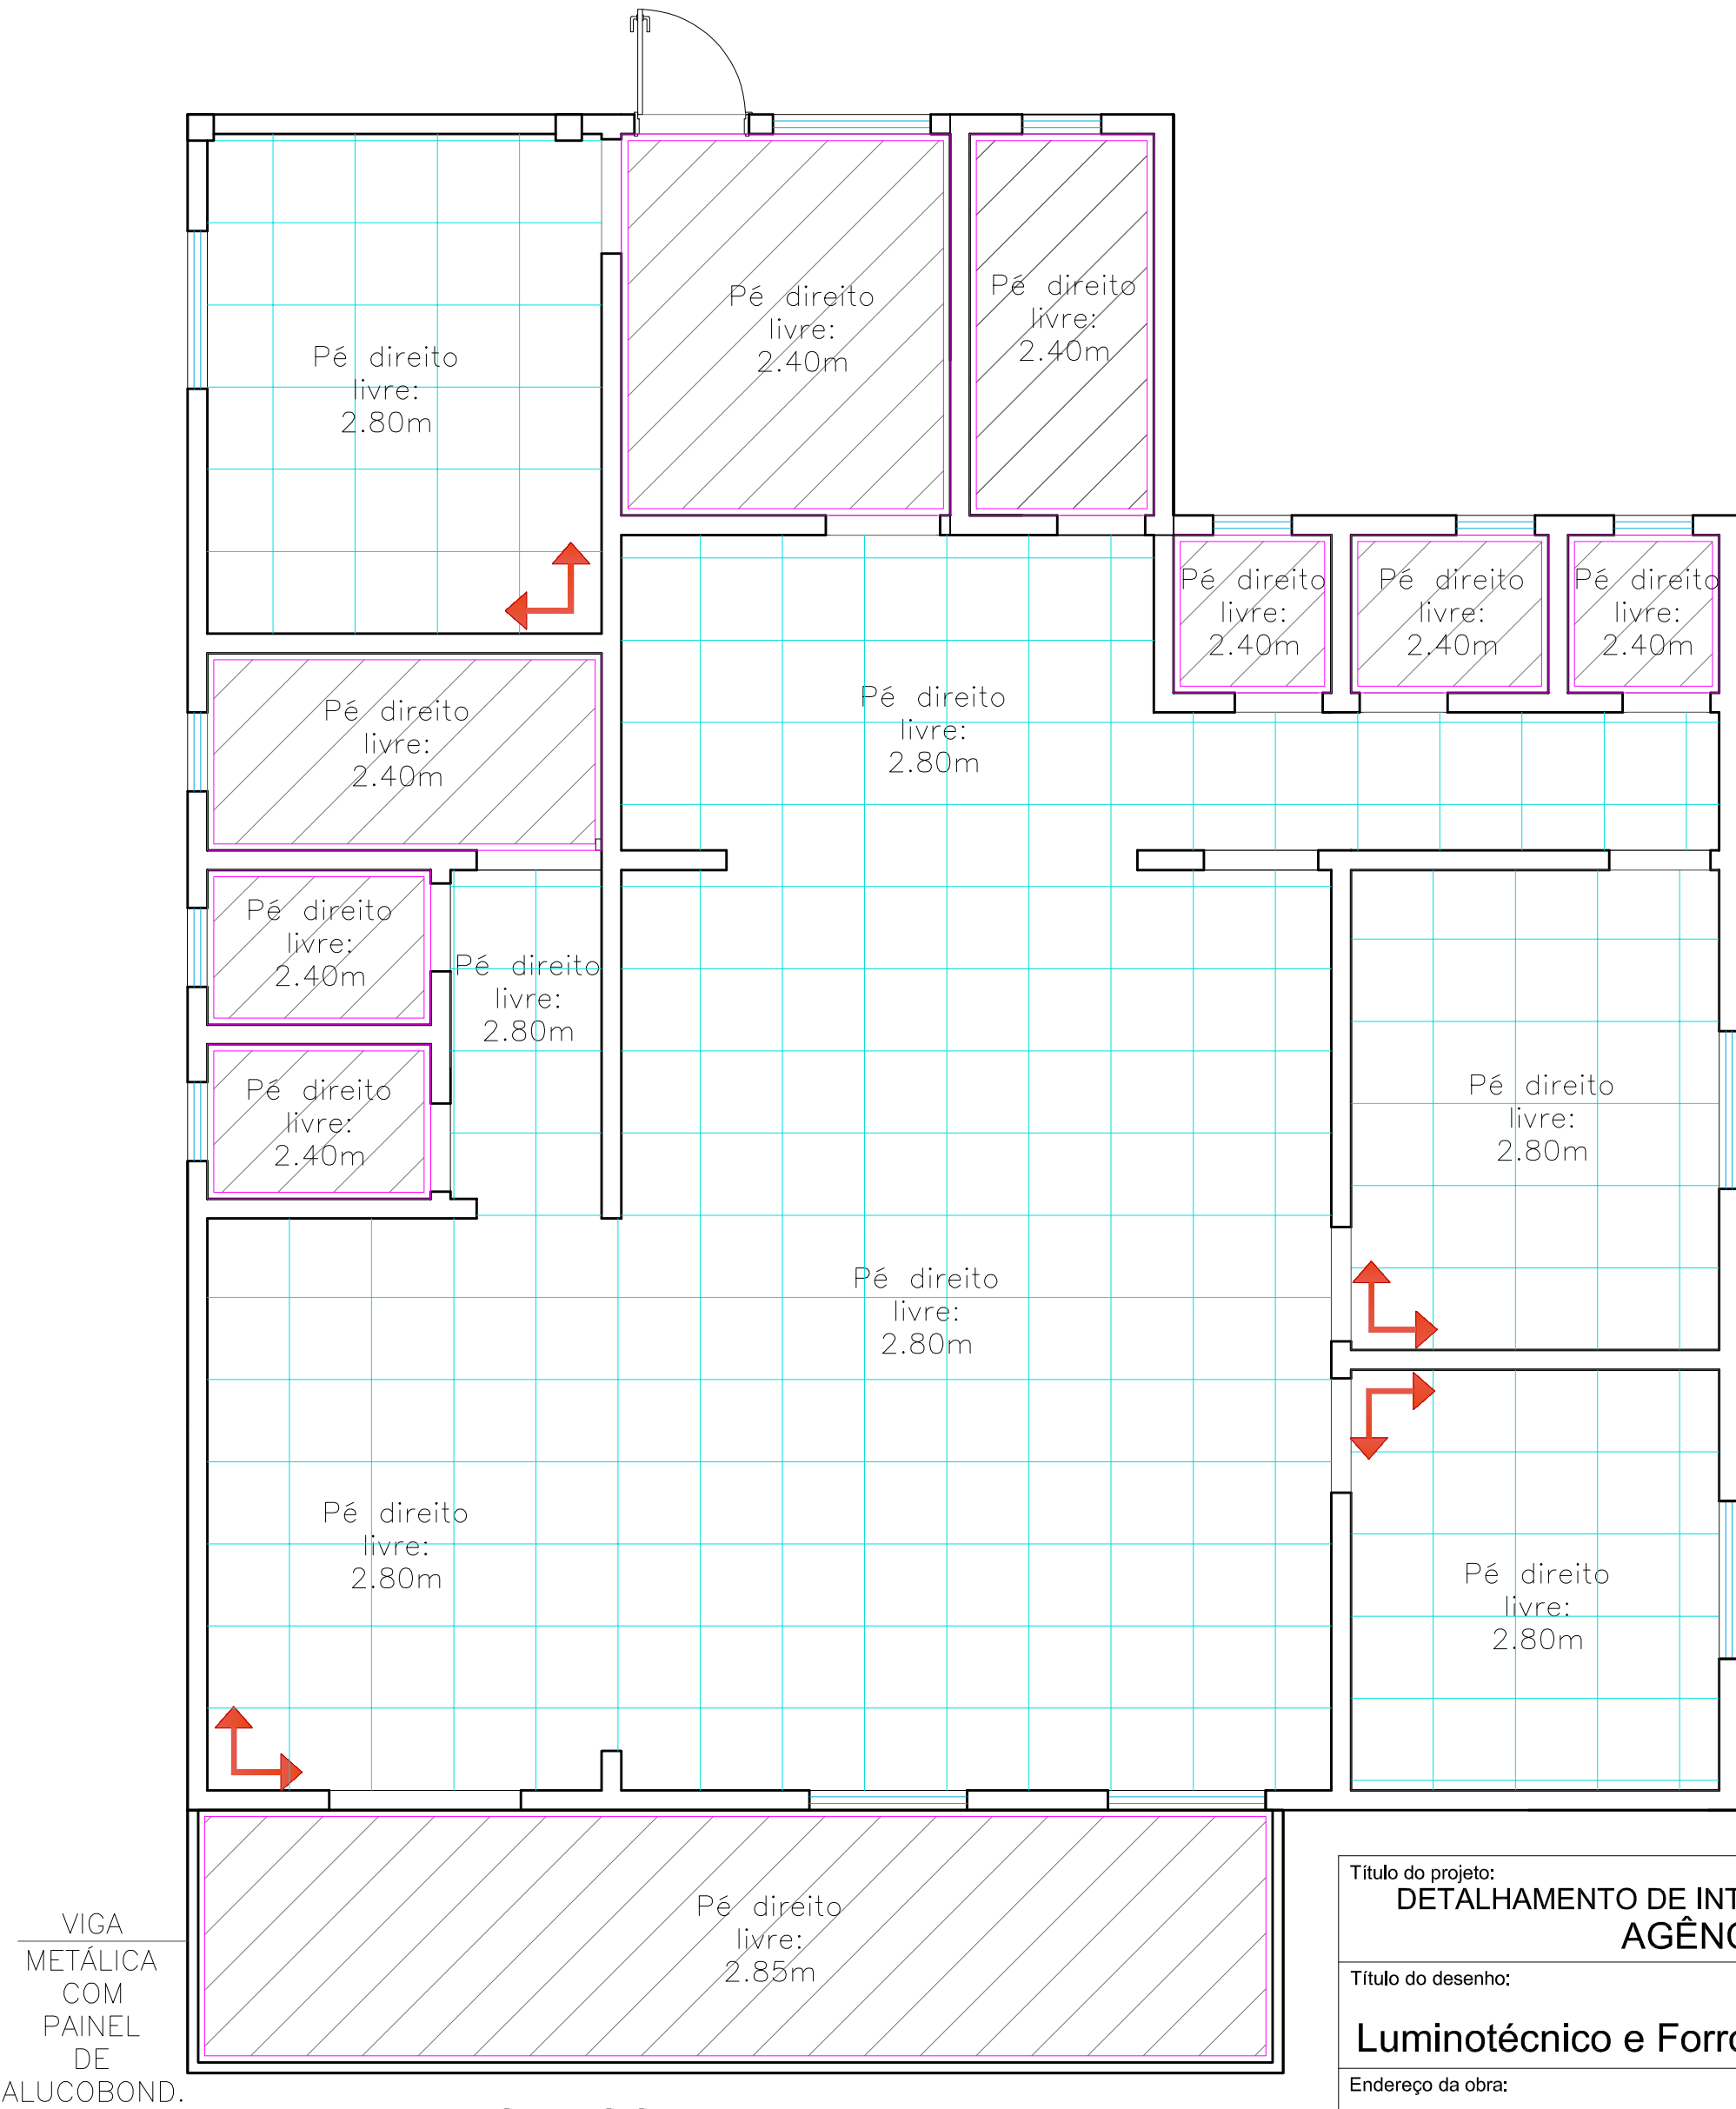 Pé direito
livre:
2.40m
Pé direito
livre:
2.40m
Pé direito
livre:
2.80m
Pé direito
livre:
2.40m
Pé direito
livre:
2.40m
Pé direito
livre:
2.40m
Pé direito
livre:
2.80m
Pé direito
livre:
2.40m
Pé direito
livre:
2.40m
Pé direito
livre:
2.80m
Pé direito
livre:
2.40m
Pé direito
livre:
2.80m
Pé direito
livre:
2.80m
Pé direito
livre:
2.80m
Pé direito
livre:
2.80m
Pé direito
livre:
2.85m
VIGA
METÁLICA
COM
PAINEL
DE
ALUCOBOND.
Título do projeto:
DETALHAMENTO DE INT
AGÊNC
Título do desenho:
Luminotécnico e Forro
Endereço da obra: